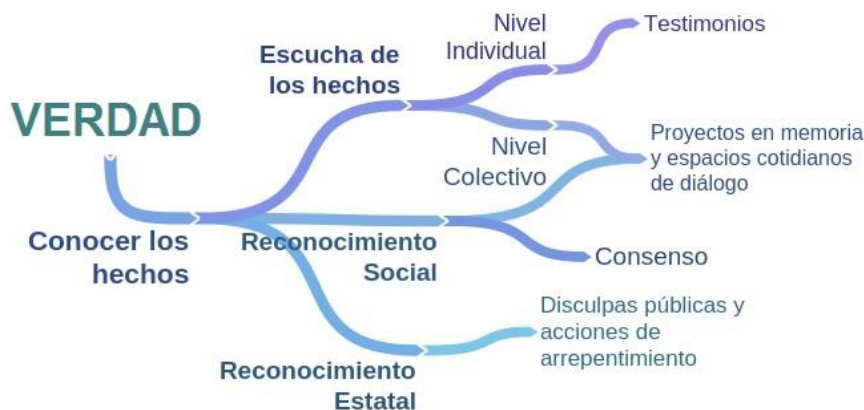 VERDAD
Conocer los
hechos
Escucha de
los hechos
Nivel
Individual
Testimonios
Nivel
Colectivo
Proyectos en memoria
y espacios cotidianos
de diálogo
Reconocimiento
Social
Consenso
Reconocimiento
Estatal
Disculpas públicas y
acciones de
arrepentimiento